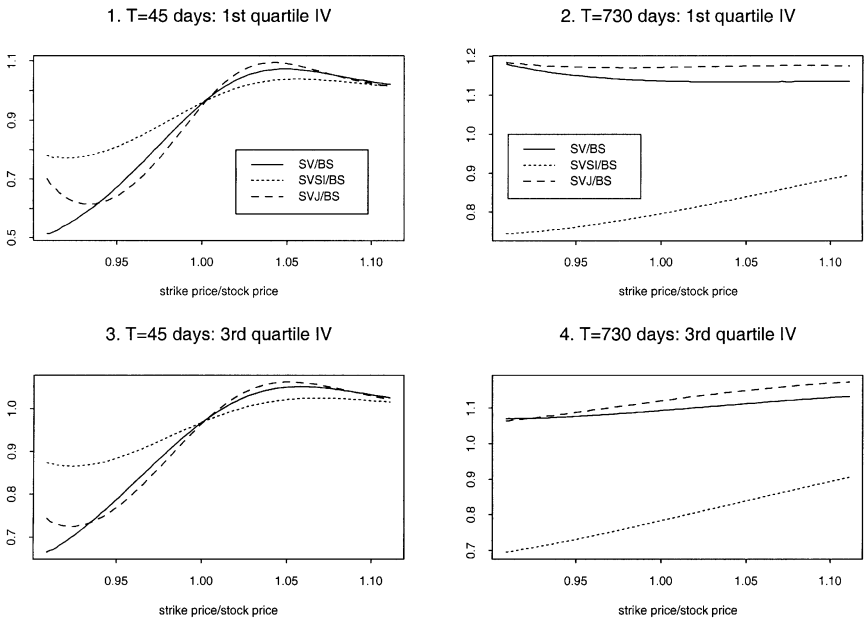 1. T=45 days: 1st quartile IV
1.1
0.9
0.7
0.5
SV/BS
SVSI/BS
SVJ/BS
0.95 1.00 1.05 1.10
strike price/stock price
2. T=730 days: 1st quartile IV
1.2
1.1
1.0
0.9
0.8
SV/BS
SVSI/BS
SVJ/BS
0.95 1.00 1.05 1.10
strike price/stock price
3. T=45 days: 3rd quartile IV
1.0
0.9
0.8
0.7
0.95 1.00 1.05 1.10
strike price/stock price
4. T=730 days: 3rd quartile IV
1.1
1.0
0.9
0.8
0.7
0.95 1.00 1.05 1.10
strike price/stock price